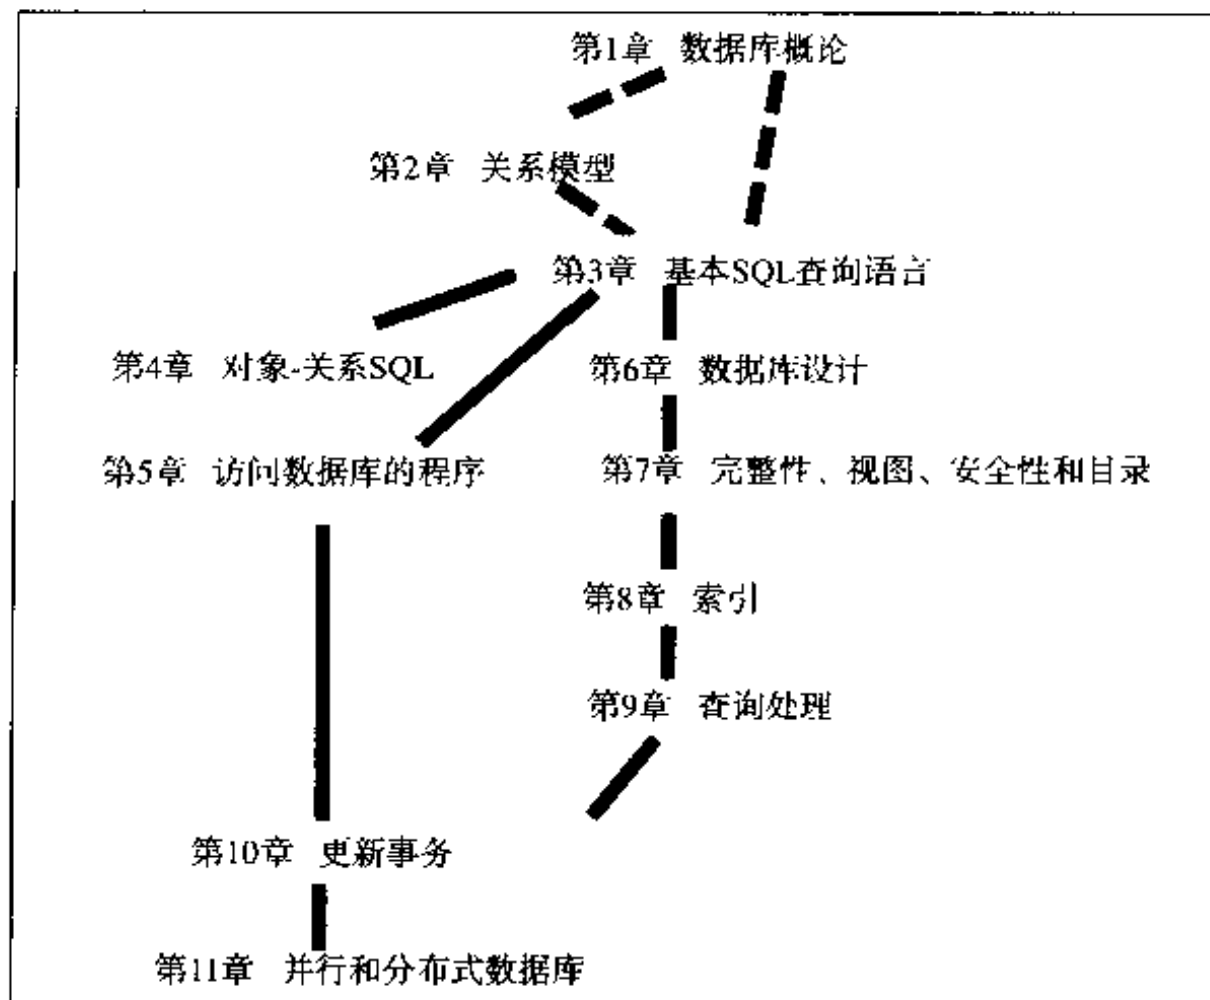 第1章 数据库概论
第2章 关系模型
第3章 基本SQL查询语言
第4章 对象-关系SQL
第6章 数据库设计
第5章 访问数据库的程序
第7章 完整性、视图、安全性和目录
第8章 索引
第9章 查询处理
第10章 更新事务
第11章 并行和分布式数据库